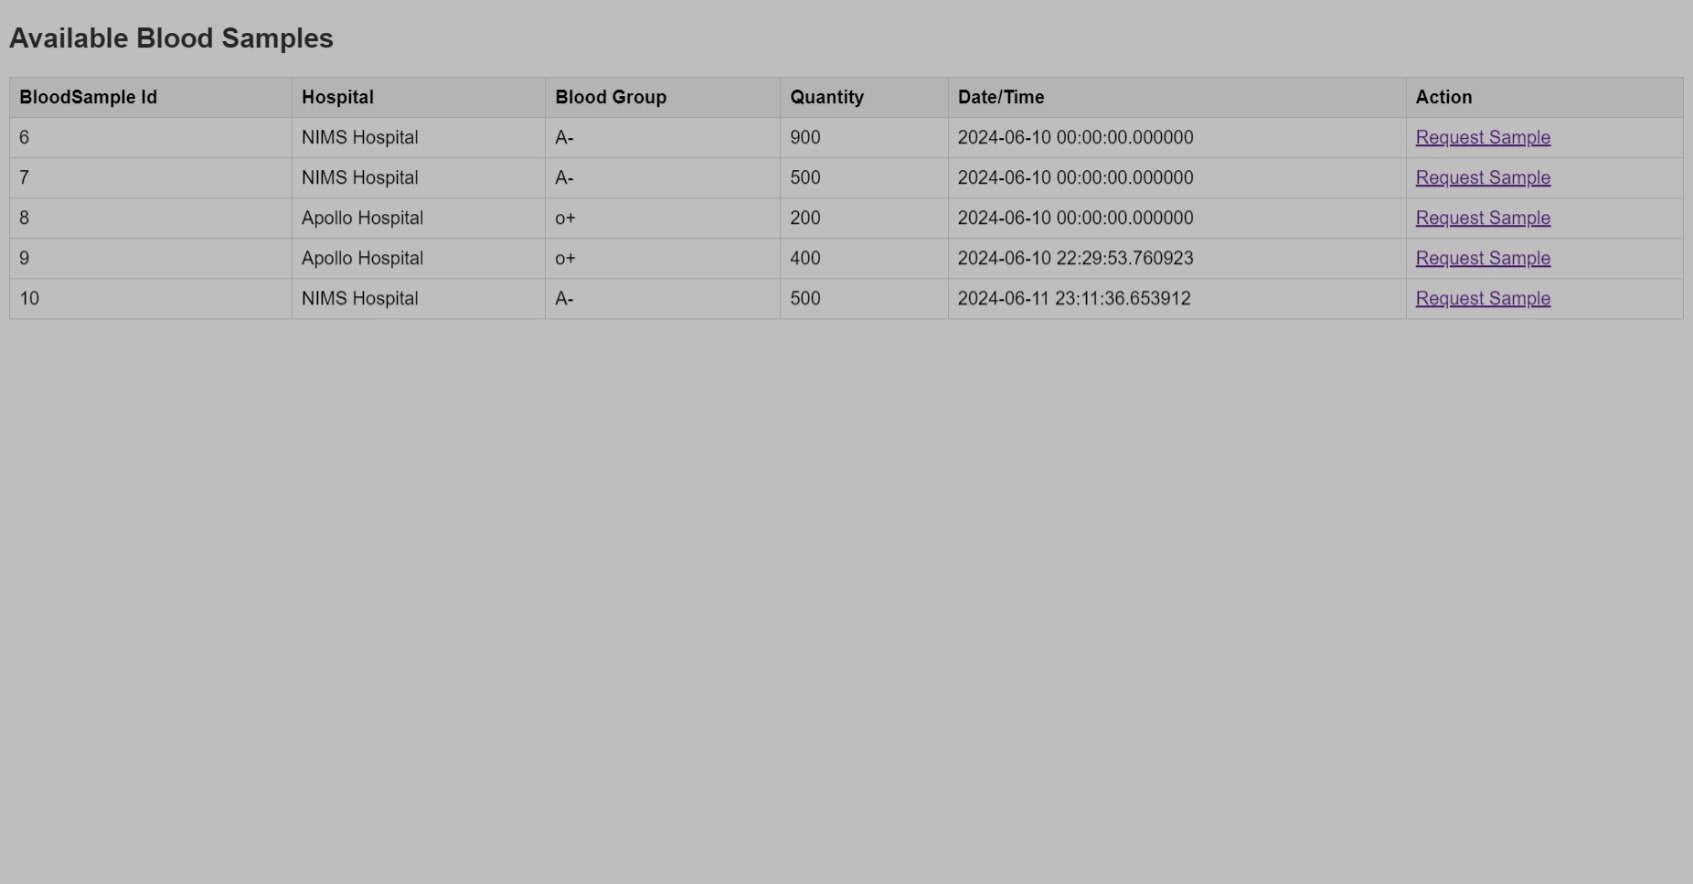 Available Blood Samples
BloodSample Id Hospital Blood Group Quantity Date/Time Action
6 NIMS Hospital A- 900 2024-06-10 00:00:00.000000 Request Sample
7 NIMS Hospital A- 500 2024-06-10 00:00:00.000000 Request Sample
8 Apollo Hospital o+ 200 2024-06-10 00:00:00.000000 Request Sample
9 Apollo Hospital o+ 400 2024-06-10 22:29:53.760923 Request Sample
10 NIMS Hospital A- 500 2024-06-11 23:11:36.653912 Request Sample